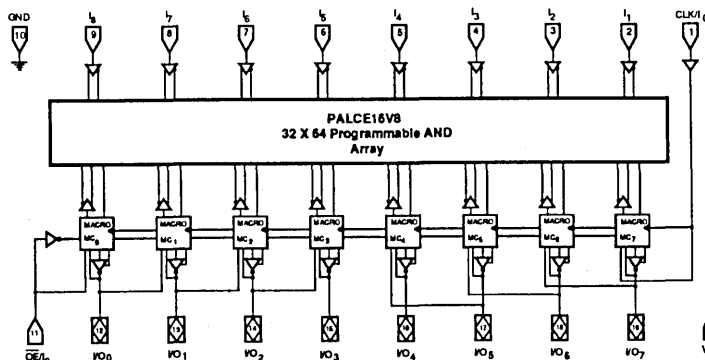 GND I8 I7 I6 I5 I4 I3 I2 I1 CLK/I0
10 9 8 7 6 5 4 3 2 1
PALCE16V8
32 X 64 Programmable AND
Array
MACRO MACRO MACRO MACRO MACRO MACRO MACRO MACRO
MC0 MC1 MC2 MC3 MC4 MC5 MC6 MC7
11 12 13 14 15 16 17 18 19
OE/I9 I/O0 I/O1 I/O2 I/O3 I/O4 I/O5 I/O6 I/O7 V